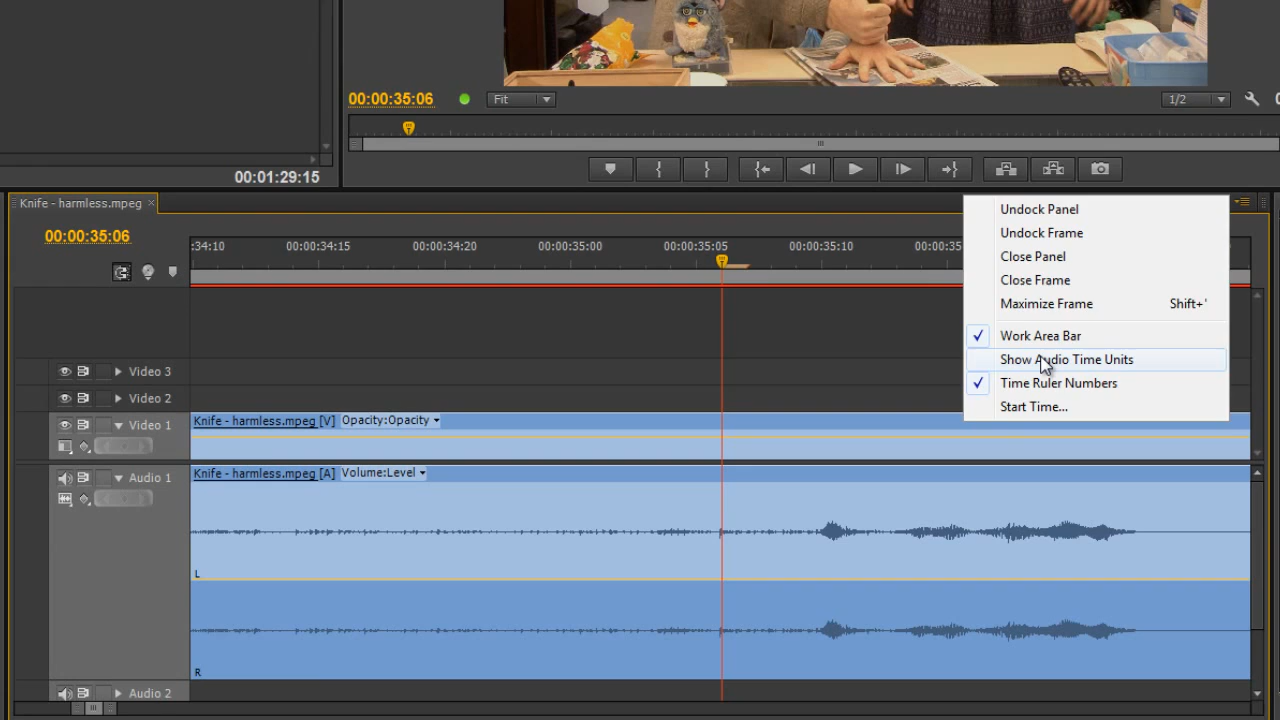 00:00:35:06
Fit
1/2
00:01:29:15
Knife - harmless.mpeg ×
00:00:35:06
:34:10 00:00:34:15 00:00:34:20 00:00:35:00 00:00:35:05 00:00:35:10 00:00:35
Undock Panel
Undock Frame
Close Panel
Close Frame
Maximize Frame Shift+'
Work Area Bar
Show Audio Time Units
Time Ruler Numbers
Start Time...
Video 3
Video 2
Video 1
Knife - harmless.mpeg [V] Opacity:Opacity
Audio 1
Knife - harmless.mpeg [A] Volume:Level
L
R
Audio 2